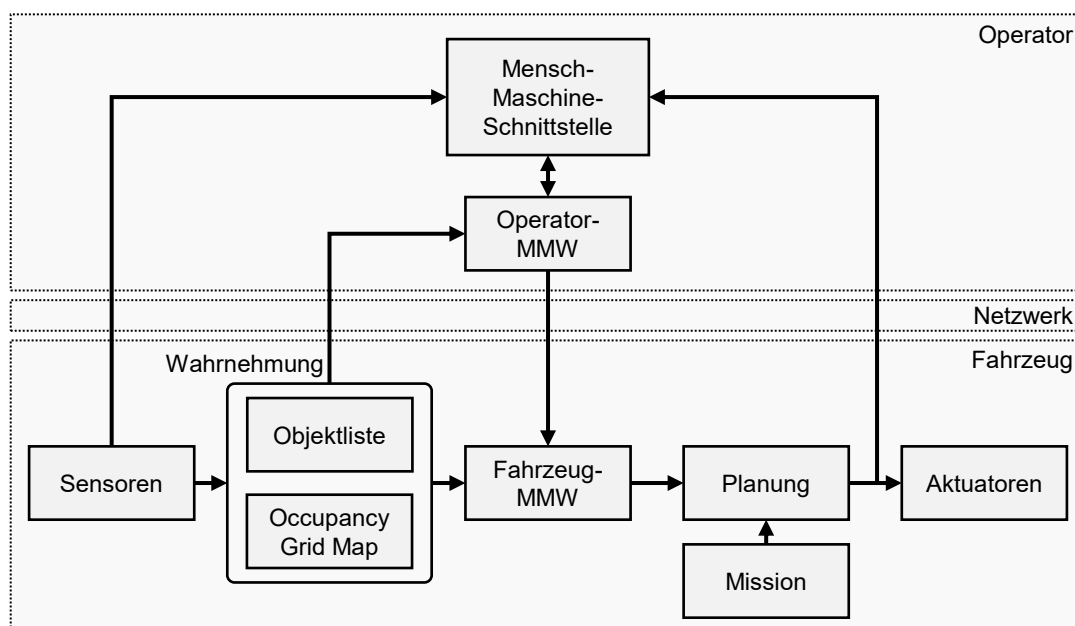 Operator
Mensch-
Maschine-
Schnittstelle
Operator-
MMW
Netzwerk
Fahrzeug
Wahrnehmung
Objektliste
Occupancy
Grid Map
Sensoren
Fahrzeug-
MMW
Planung
Aktuatoren
Mission